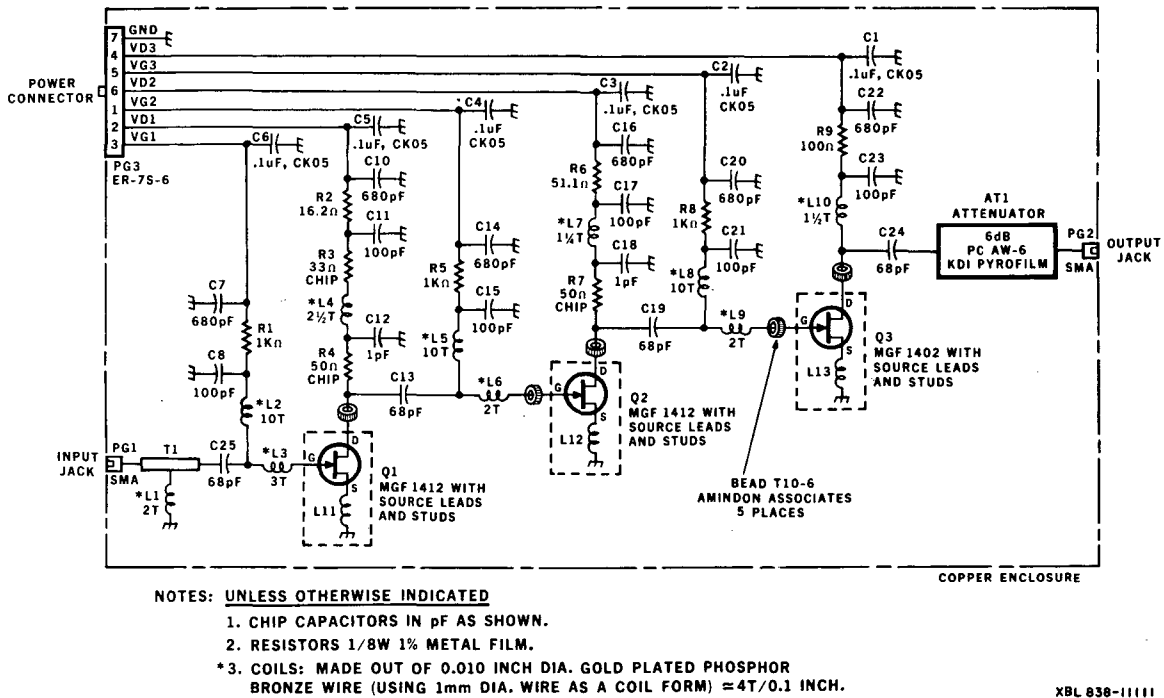 7 GND
4 VD3
5 VG3
6 VD2
1 VG2
2 VD1
3 VG1
POWER
CONNECTOR
PG3
ER-7S-6
C1
.1uF, CK05
C2
.1uF
CK05
C3
.1uF, CK05
C4
.1uF
CK05
C5
.1uF, CK05
C6
.1uF, CK05
C22
680pF
R9
100Ω
C23
100pF
*L10
1½T
C16
680pF
R6
51.1Ω
C17
100pF
*L7
1¼T
C18
1pF
R7
50Ω
CHIP
C20
680pF
R8
1KΩ
C21
100pF
*L8
10T
C10
680pF
R2
16.2Ω
C11
100pF
R3
33Ω
CHIP
*L4
2½T
C12
1pF
R4
50Ω
CHIP
C14
680pF
R5
1KΩ
C15
100pF
*L5
10T
C7
680pF
R1
1KΩ
C8
100pF
*L2
10T
AT1
ATTENUATOR
6dB
PC AW-6
KDI PYROFILM
PG2
SMA
OUTPUT
JACK
C24
68pF
C19
68pF
*L9
2T
G
D
S
L13
Q3
MGF 1402 WITH
SOURCE LEADS
AND STUDS
C13
68pF
*L6
2T
G
D
S
L12
Q2
MGF 1412 WITH
SOURCE LEADS
AND STUDS
INPUT
JACK
PG1
SMA
T1
*L1
2T
C25
68pF
*L3
3T
G
D
S
L11
Q1
MGF 1412 WITH
SOURCE LEADS
AND STUDS
BEAD T10-6
AMINDON ASSOCIATES
5 PLACES
COPPER ENCLOSURE
NOTES: UNLESS OTHERWISE INDICATED
1. CHIP CAPACITORS IN pF AS SHOWN.
2. RESISTORS 1/8W 1% METAL FILM.
*3. COILS: MADE OUT OF 0.010 INCH DIA. GOLD PLATED PHOSPHOR
BRONZE WIRE (USING 1mm DIA. WIRE AS A COIL FORM) ≃4T/0.1 INCH.
XBL 838-11111